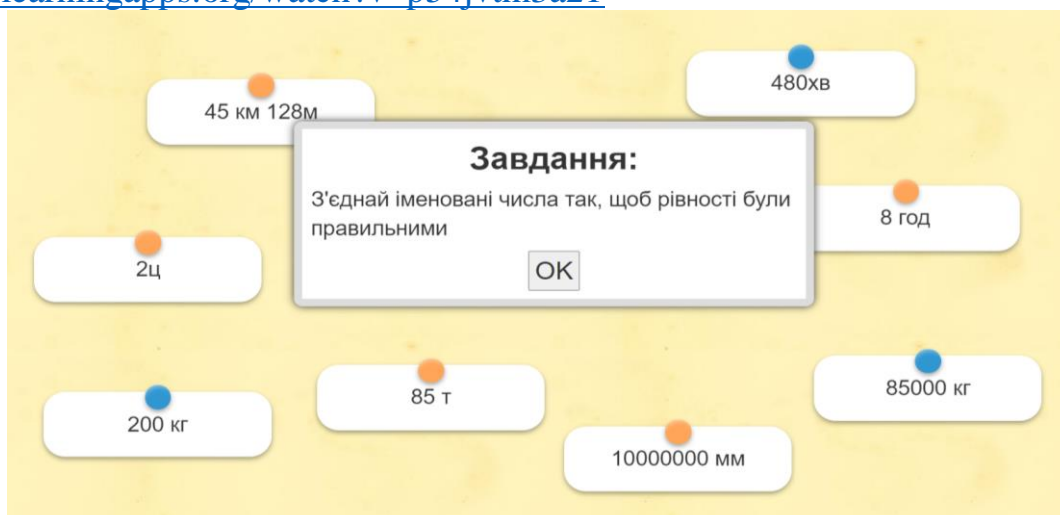 480хв
45 км 128м
Завдання:
З'єднай іменовані числа так, щоб рівності були
правильними
OK
8 год
2ц
85 т
85000 кг
200 кг
10000000 мм